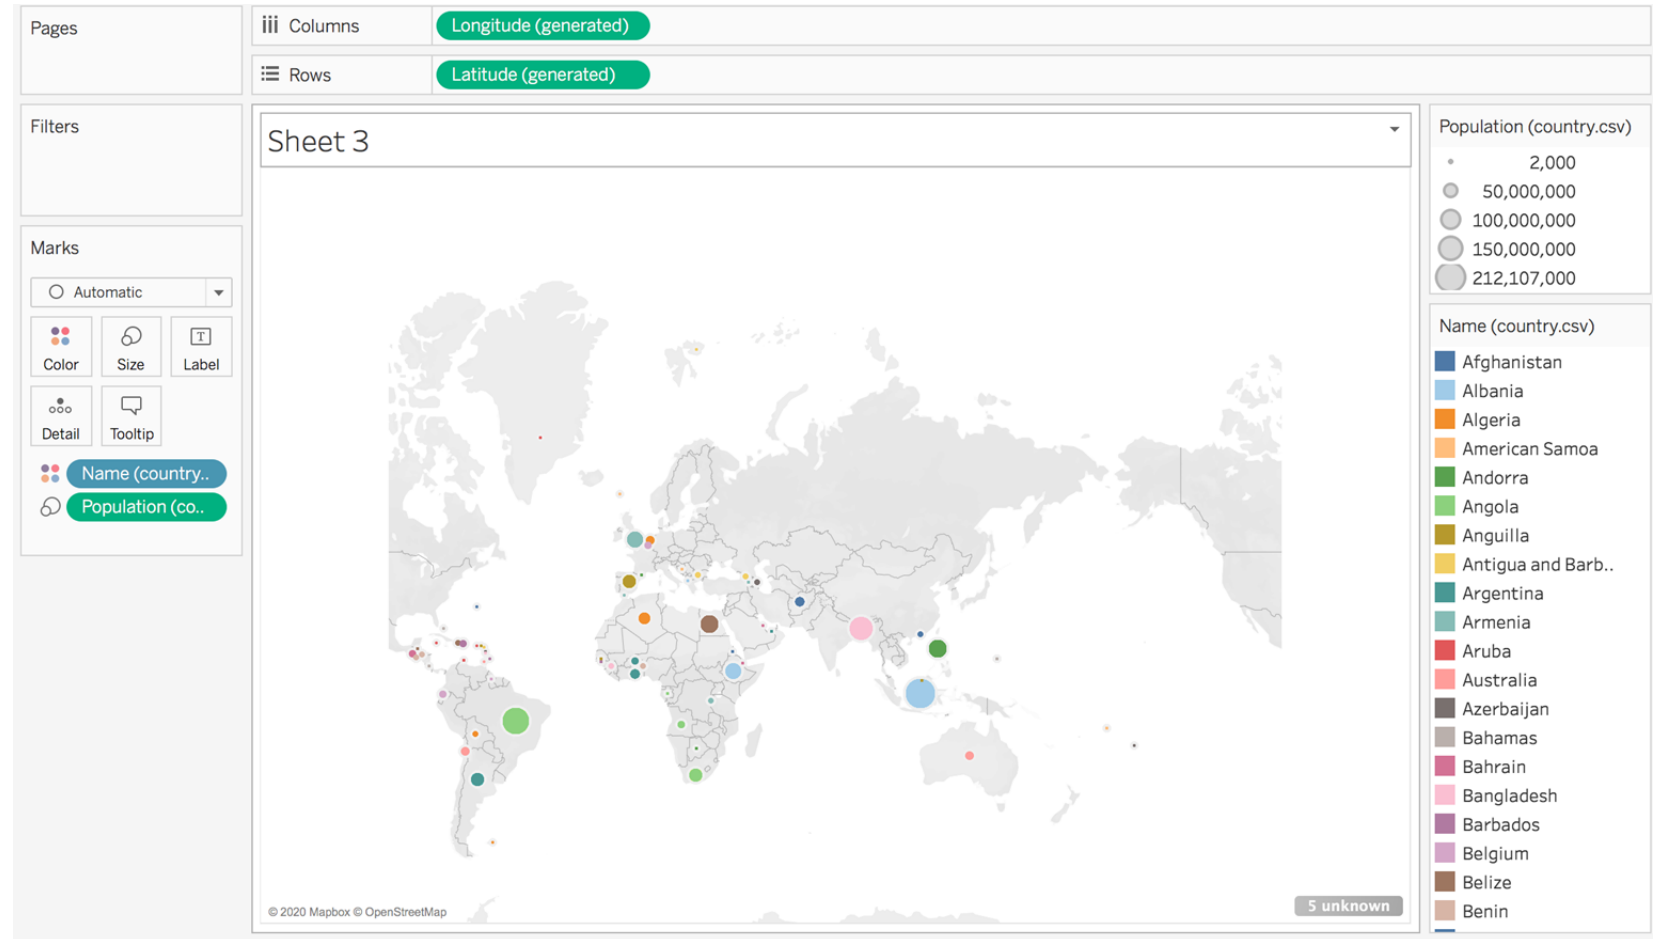 Pages
Columns
Longitude (generated)
Rows
Latitude (generated)
Filters
Marks
Automatic
Color
Size
T
Label
Detail
Tooltip
Name (country..
Population (co..
Sheet 3
© 2020 Mapbox © OpenStreetMap
5 unknown
Population (country.csv)
2,000
50,000,000
100,000,000
150,000,000
212,107,000
Name (country.csv)
Afghanistan
Albania
Algeria
American Samoa
Andorra
Angola
Anguilla
Antigua and Barb..
Argentina
Armenia
Aruba
Australia
Azerbaijan
Bahamas
Bahrain
Bangladesh
Barbados
Belgium
Belize
Benin